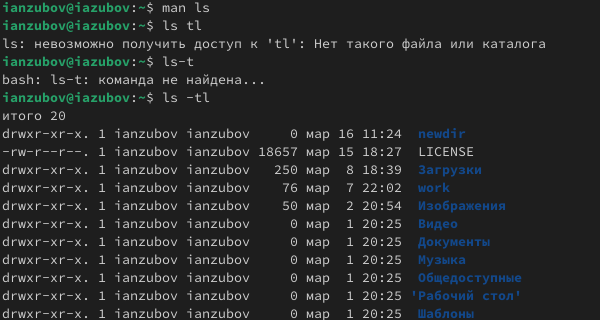 ianzubov@iazubov:~$ man ls
ianzubov@iazubov:~$ ls tl
ls: невозможно получить доступ к 'tl': Нет такого файла или каталога
ianzubov@iazubov:~$ ls-t
bash: ls-t: команда не найдена...
ianzubov@iazubov:~$ ls -tl
итого 20
drwxr-xr-x. 1 ianzubov ianzubov     0 мар 16 11:24  newdir
-rw-r--r--. 1 ianzubov ianzubov 18657 мар 15 18:27  LICENSE
drwxr-xr-x. 1 ianzubov ianzubov   250 мар  8 18:39  Загрузки
drwxr-xr-x. 1 ianzubov ianzubov    76 мар  7 22:02  work
drwxr-xr-x. 1 ianzubov ianzubov    50 мар  2 20:54  Изображения
drwxr-xr-x. 1 ianzubov ianzubov     0 мар  1 20:25  Видео
drwxr-xr-x. 1 ianzubov ianzubov     0 мар  1 20:25  Документы
drwxr-xr-x. 1 ianzubov ianzubov     0 мар  1 20:25  Музыка
drwxr-xr-x. 1 ianzubov ianzubov     0 мар  1 20:25  Общедоступные
drwxr-xr-x. 1 ianzubov ianzubov     0 мар  1 20:25 'Рабочий стол'
drwxr-xr-x. 1 ianzubov ianzubov     0 мар  1 20:25  Шаблоны